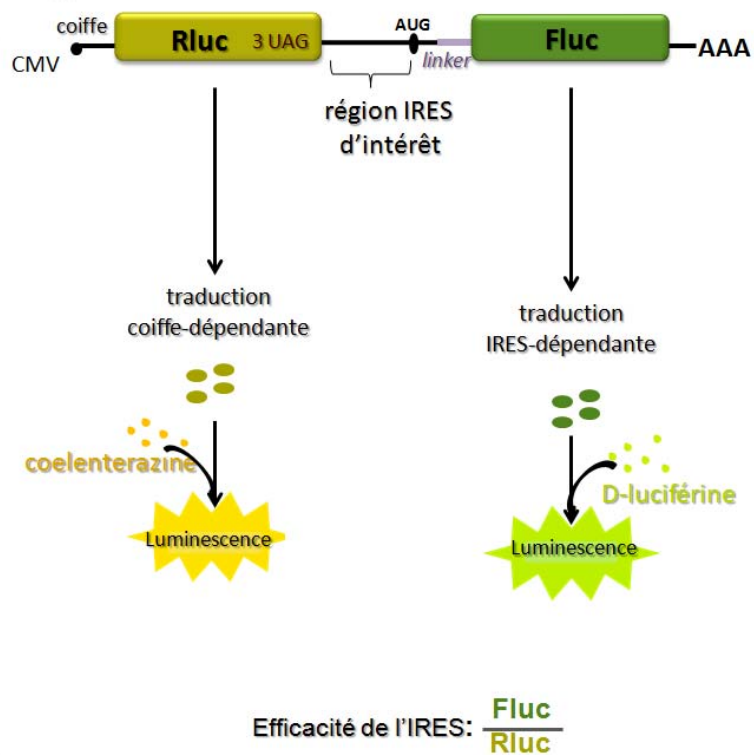 coiffe
CMV
Rluc 3 UAG
AUG
linker
Fluc
AAA
région IRES
d'intérêt
traduction
coiffe-dépendante
traduction
IRES-dépendante
coelenterazine
D-luciférine
Luminescence
Luminescence
Efficacité de l'IRES: Fluc
Rluc